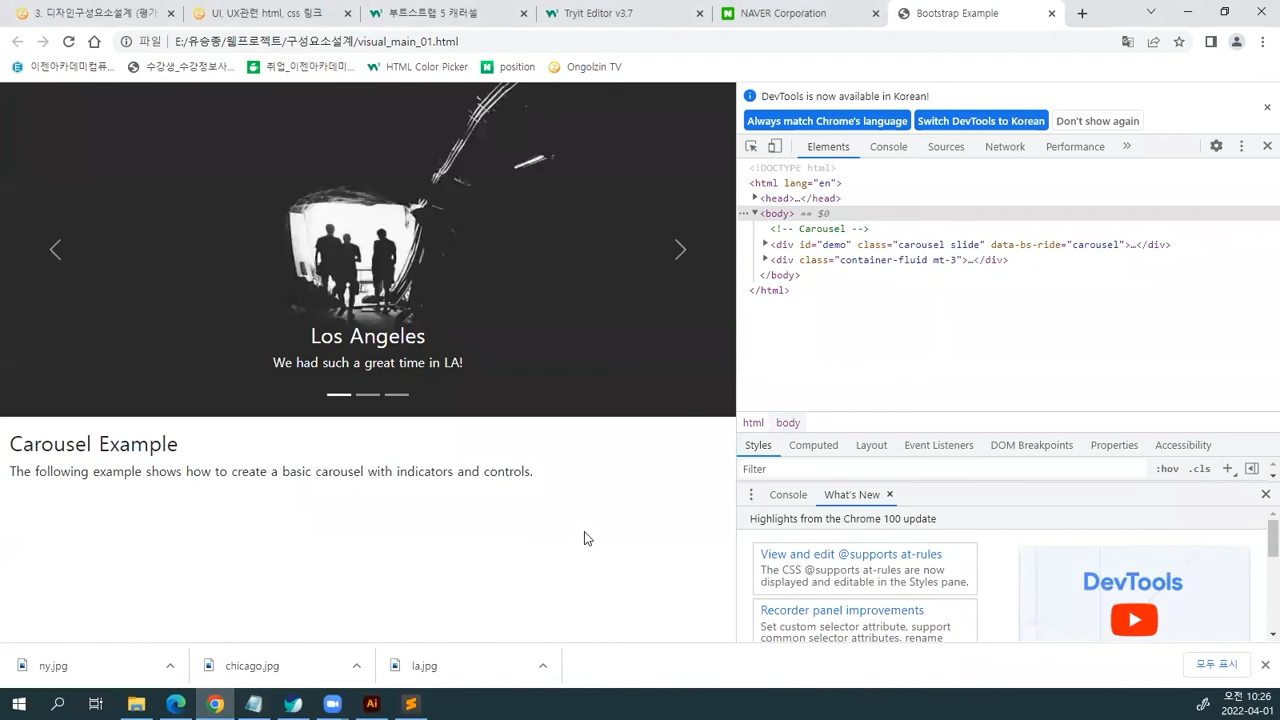 3. 디자인구성요소설계 (평가
UI, UX관련 html, css 링크
부트스트랩 5 캐러셀
Tryit Editor v3.7
NAVER Corporation
Bootstrap Example
파일
E:/유승종/웹프로젝트/구성요소설계/visual_main_01.html
이젠아카데미컴퓨...
수강생_수강정보사...
취업_이젠아카데미...
HTML Color Picker
position
Ongolzin TV
Los Angeles
We had such a great time in LA!
Carousel Example
The following example shows how to create a basic carousel with indicators and controls.
DevTools is now available in Korean!
Always match Chrome's language
Switch DevTools to Korean
Don't show again
Elements
Console
Sources
Network
Performance
<!DOCTYPE html>
<html lang="en">
<head>…</head>
<body> == $0
<!-- Carousel -->
<div id="demo" class="carousel slide" data-bs-ride="carousel">…</div>
<div class="container-fluid mt-3">…</div>
</body>
</html>
html
body
Styles
Computed
Layout
Event Listeners
DOM Breakpoints
Properties
Accessibility
Filter
:hov
.cls
Console
What's New
Highlights from the Chrome 100 update
View and edit @supports at-rules
The CSS @supports at-rules are now
displayed and editable in the Styles pane.
Recorder panel improvements
Set custom selector attribute, support
common selector attributes, rename
DevTools
ny.jpg
chicago.jpg
la.jpg
모두 표시
Ai
오전 10:26
2022-04-01